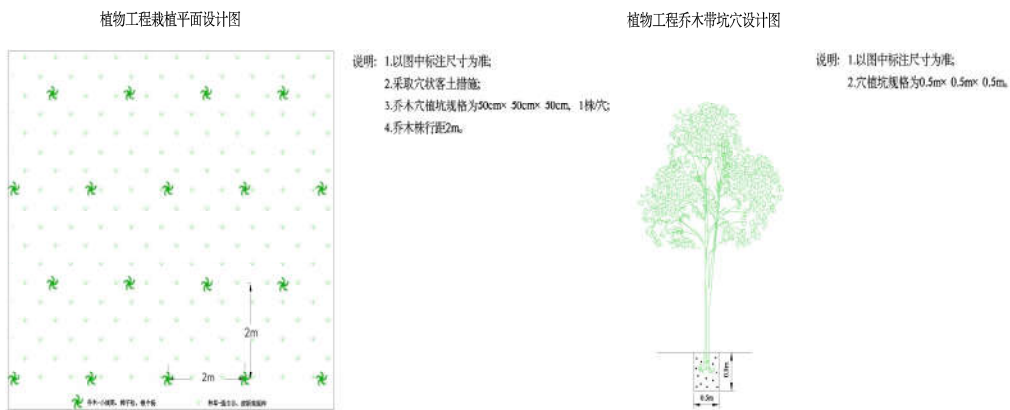 植物工程栽植平面设计图
说明: 1.以图中标注尺寸为准;
2.采取穴状客土措施;
3.乔木穴植坑规格为50cm× 50cm× 50cm, 1株/穴;
4.乔木株行距2m。
2m
2m
植物工程乔木带坑穴设计图
说明: 1.以图中标注尺寸为准;
2.穴植坑规格为0.5m× 0.5m× 0.5m。
0.5m
0.5m